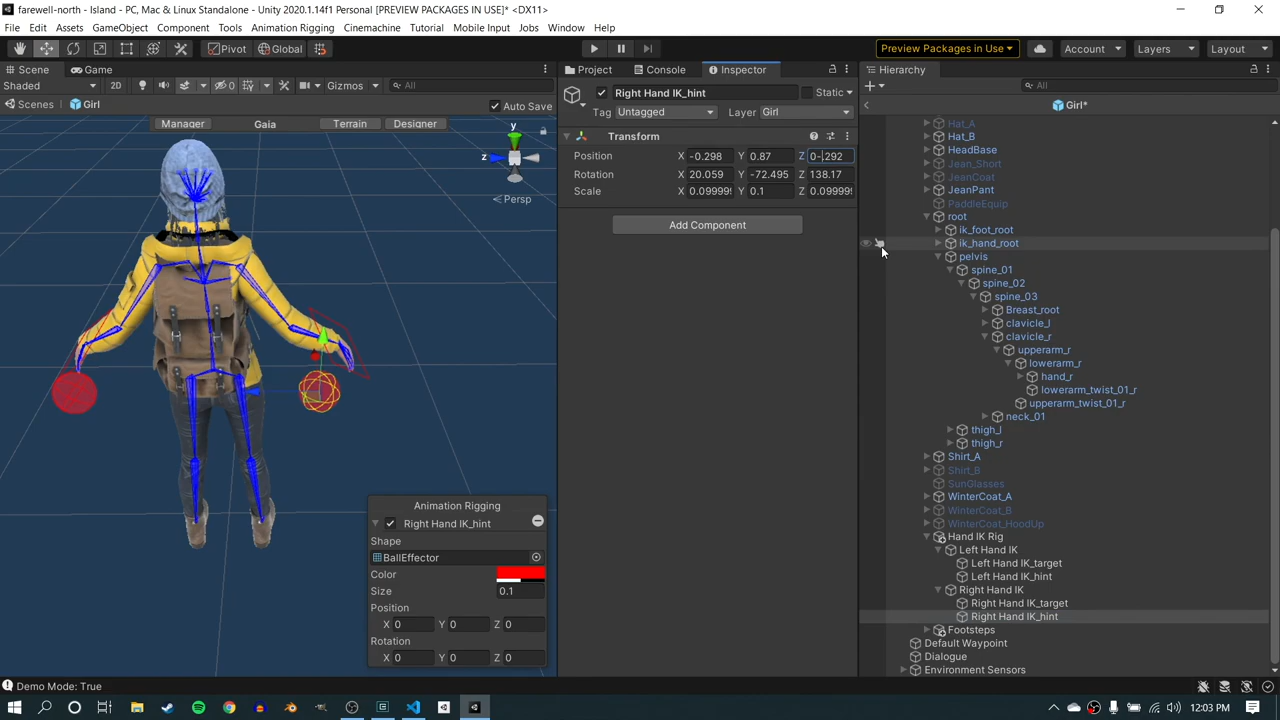 farewell-north - Island - PC, Mac & Linux Standalone - Unity 2020.1.14f1 Personal [PREVIEW PACKAGES IN USE]* <DX11>
File Edit Assets GameObject Component Tools Animation Rigging Cinemachine Tutorial Mobile Input Jobs Window Help
Pivot Global Preview Packages in Use Account Layers Layout
Scene Game Project Console Inspector Hierarchy
Shaded 2D 0 Gizmos All Right Hand IK_hint Static All
Scenes Girl Auto Save Tag Untagged Layer Girl Girl*
Manager Gaia Terrain Designer
y
z
Persp
Transform
Position X -0.298 Y 0.87 Z 0-.292
Rotation X 20.059 Y -72.495 Z 138.17
Scale X 0.09999 Y 0.1 Z 0.09999
Add Component
Hat_A
Hat_B
HeadBase
Jean_Short
JeanCoat
JeanPant
PaddleEquip
root
ik_foot_root
ik_hand_root
pelvis
spine_01
spine_02
spine_03
Breast_root
clavicle_l
clavicle_r
upperarm_r
lowerarm_r
hand_r
lowerarm_twist_01_r
upperarm_twist_01_r
neck_01
thigh_l
thigh_r
Shirt_A
Shirt_B
SunGlasses
WinterCoat_A
WinterCoat_B
WinterCoat_HoodUp
Hand IK Rig
Left Hand IK
Left Hand IK_target
Left Hand IK_hint
Right Hand IK
Right Hand IK_target
Right Hand IK_hint
Footsteps
Default Waypoint
Dialogue
Environment Sensors
Animation Rigging
Right Hand IK_hint
Shape
BallEffector
Color
Size 0.1
Position
X 0 Y 0 Z 0
Rotation
X 0 Y 0 Z 0
Demo Mode: True
12:03 PM